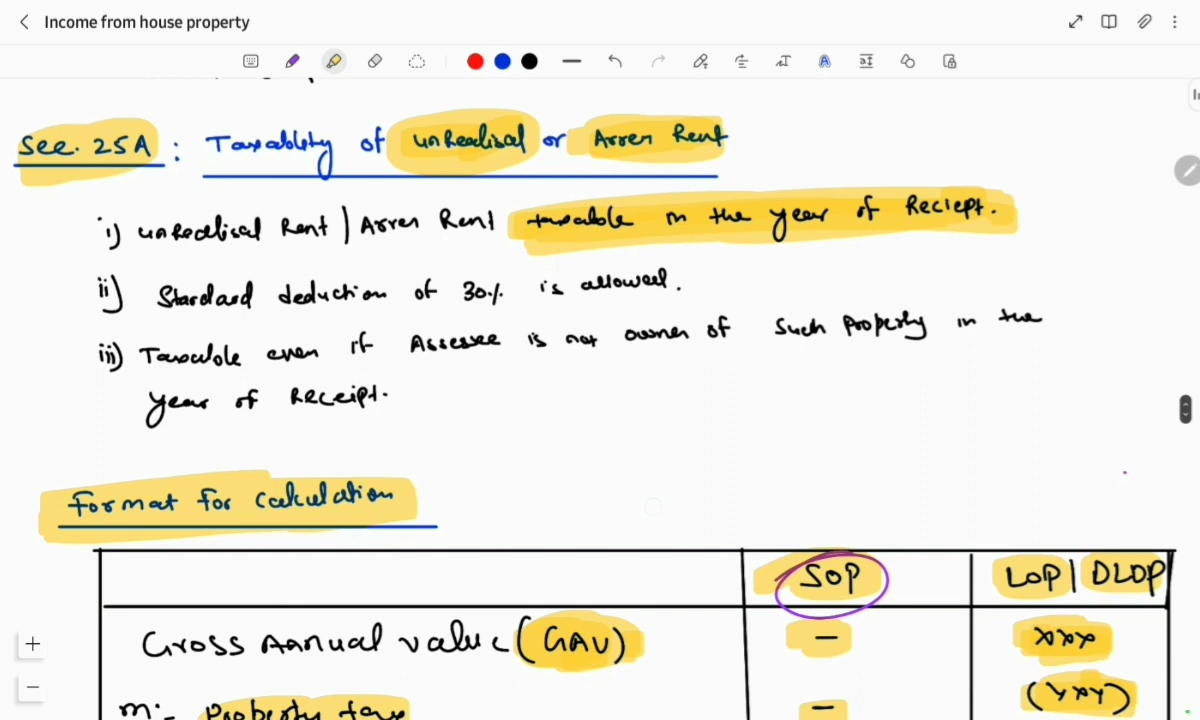 Income from house property
Sec. 25A : Taxablity of unRealised or Arrer Rent
i) unRealised Rent | Arrer Rent taxable in the year of Reciept.
ii) Standard deduction of 30% is allowed.
iii) Taxable even if Assessee is not owner of such Property in the
year of Receipt.
Format for Calculation
SOP LOP | DLOP
Gross Annual value (GAV) – xxx
m:- Property tax – (xxx)